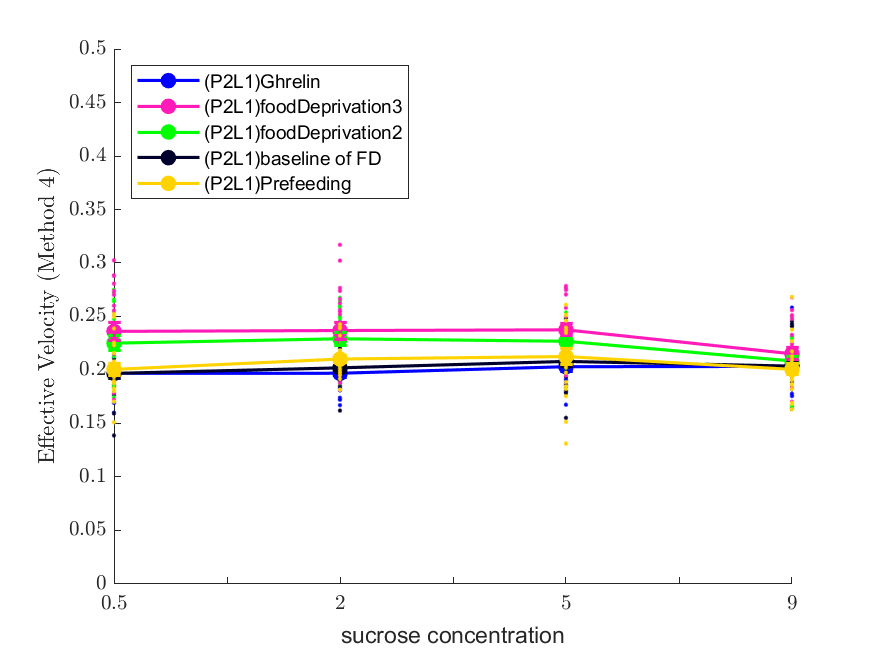 0.5
0.45
0.4
0.35
0.3
0.25
0.2
0.15
0.1
0.05
0
Effective Velocity (Method 4)
(P2L1)Ghrelin
(P2L1)foodDeprivation3
(P2L1)foodDeprivation2
(P2L1)baseline of FD
(P2L1)Prefeeding
0.5 2 5 9
sucrose concentration